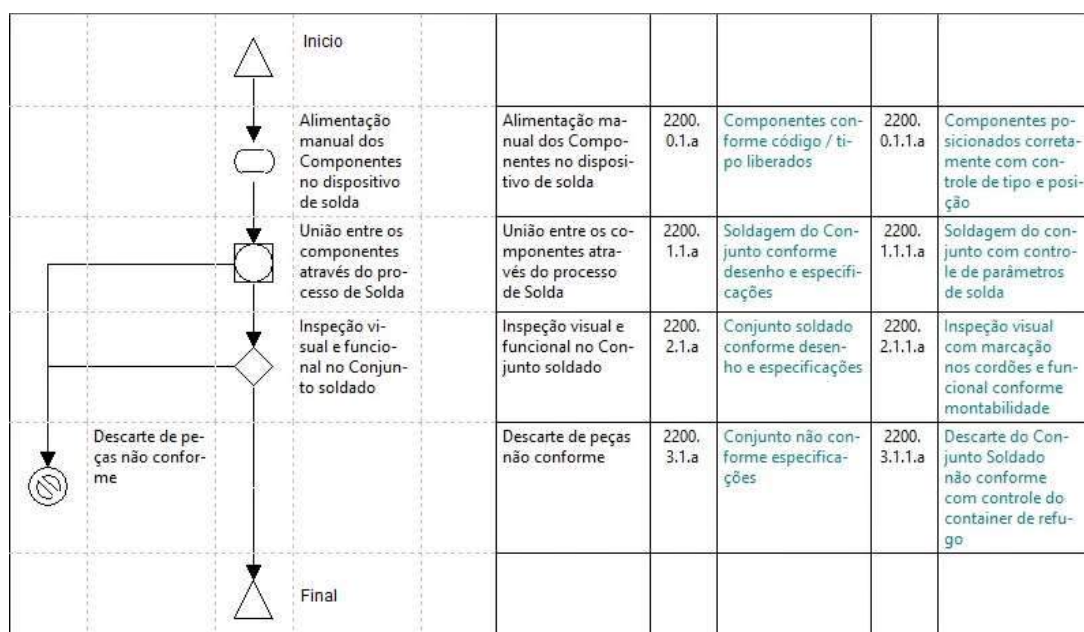 Inicio
Alimentação
manual dos
Componentes
no dispositivo
de solda
Alimentação ma-
nual dos Compo-
nentes no disposi-
tivo de solda
2200.
0.1.a
Componentes con-
forme código / ti-
po liberados
2200.
0.1.1.a
Componentes po-
sicionados correta-
mente com con-
trole de tipo e posi-
ção
União entre os
componentes
através do pro-
cesso de Solda
União entre os co-
mponentes atra-
vés do processo
de Solda
2200.
1.1.a
Soldagem do Con-
junto conforme
desenho e especifi-
cações
2200.
1.1.1.a
Soldagem do
conjunto com contro-
le de parâmetros
de solda
Inspeção vi-
sual e funcio-
nal no Conjun-
to soldado
Inspeção visual e
funcional no Con-
junto soldado
2200.
2.1.a
Conjunto soldado
conforme desen-
ho e especificações
2200.
2.1.1.a
Inspeção visual
com marcação
nos cordões e fun-
cional conforme
montabilidade
Descarte de pe-
ças não confor-
me
Descarte de peças
não conforme
2200.
3.1.a
Conjunto não con-
forme especifica-
ções
2200.
3.1.1.a
Descarte do Con-
junto Soldado
não conforme
com controle do
container de refu-
go
Final